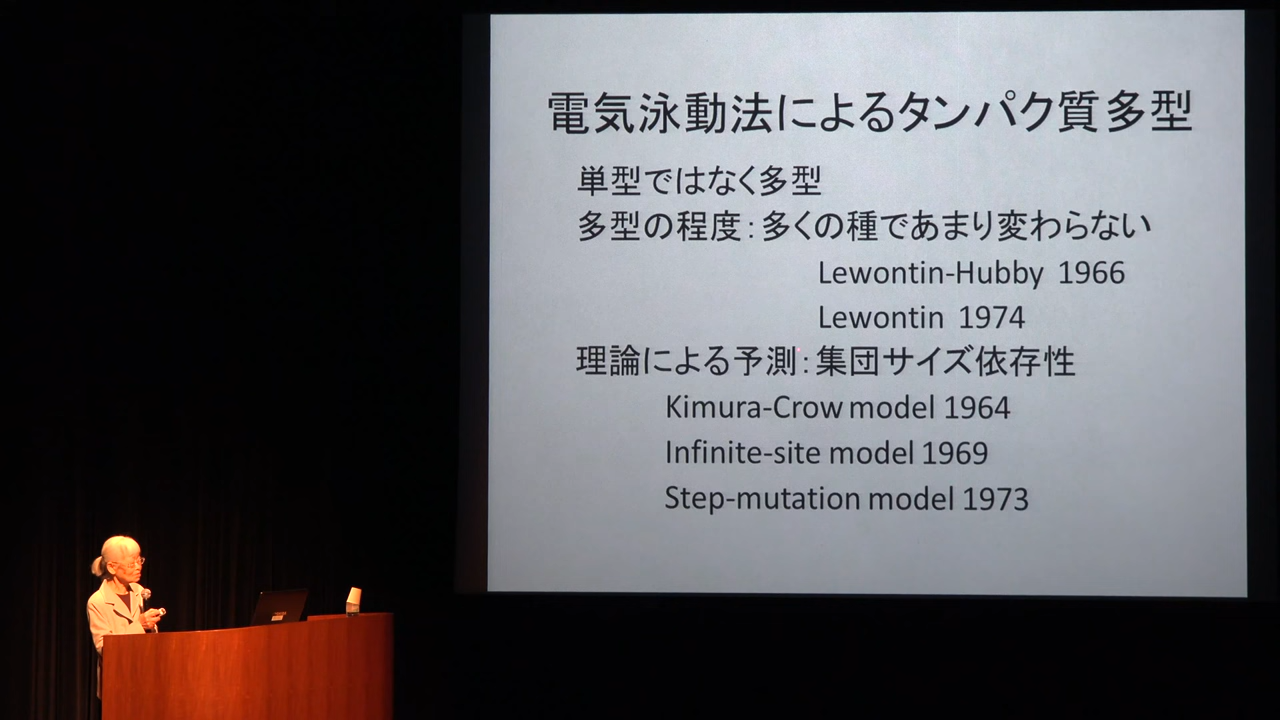 電気泳動法によるタンパク質多型
単型ではなく多型
多型の程度：多くの種であまり変わらない
Lewontin-Hubby 1966
Lewontin 1974
理論による予測：集団サイズ依存性
Kimura-Crow model 1964
Infinite-site model 1969
Step-mutation model 1973